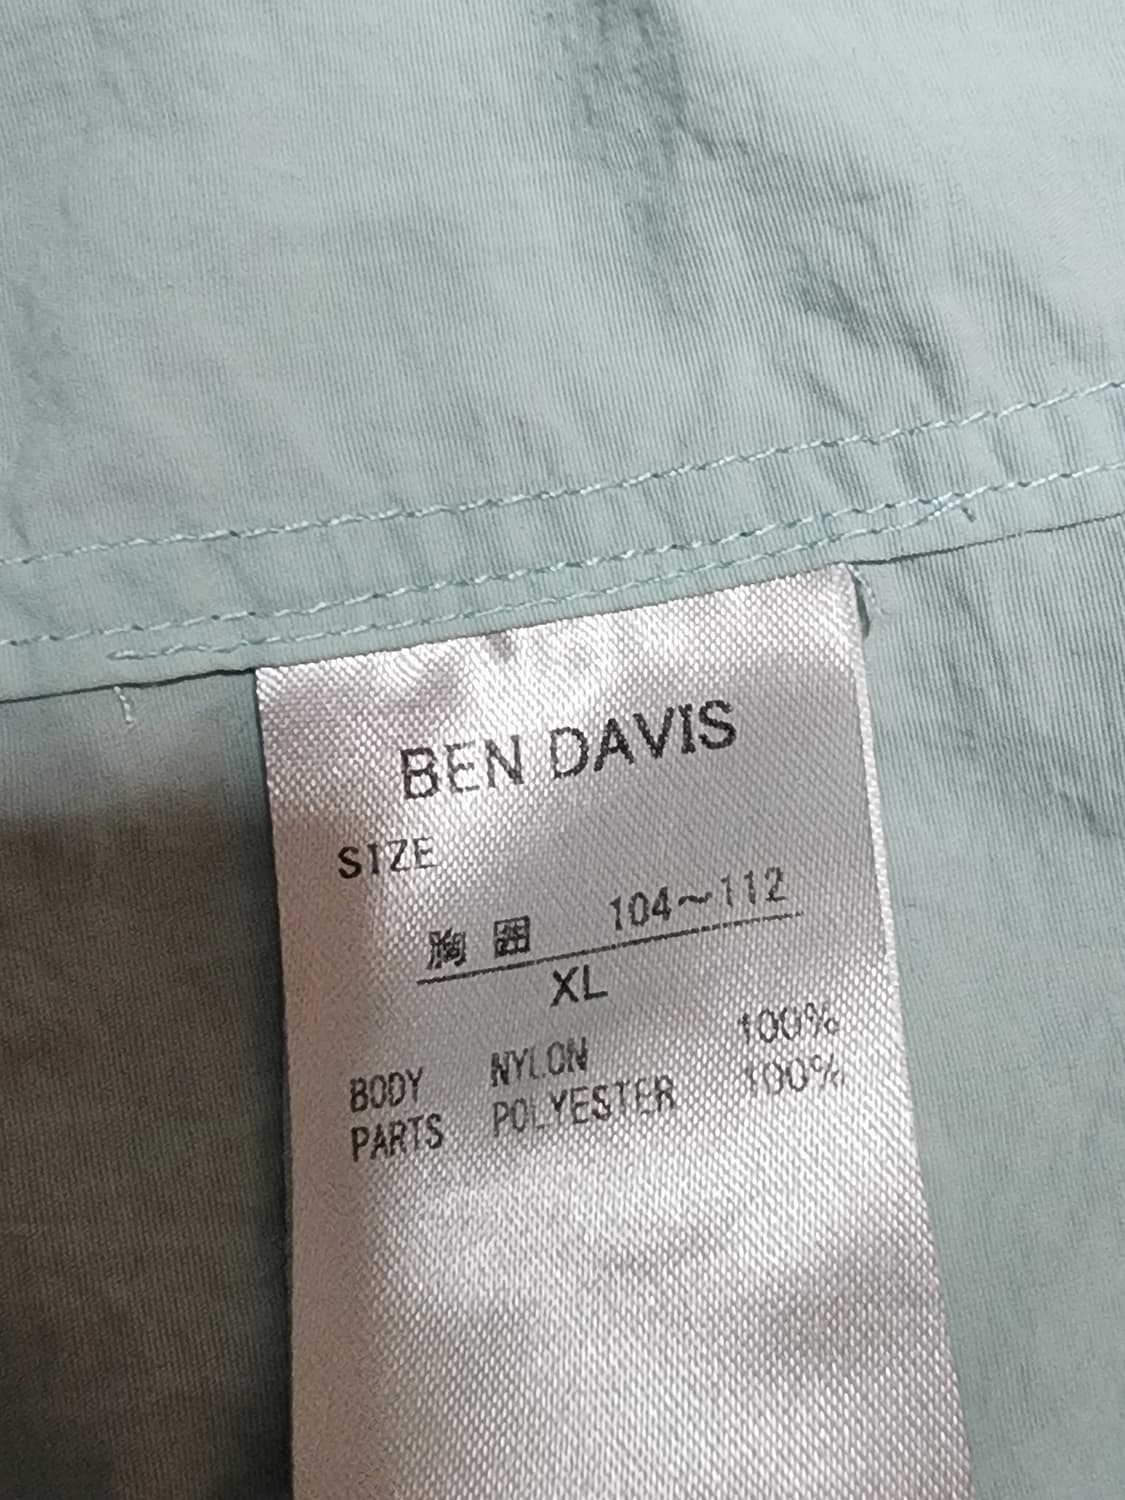 BEN DAVIS
SIZE
胸囲 104~112
XL
BODY NYLON 100%
PARTS POLYESTER 100%